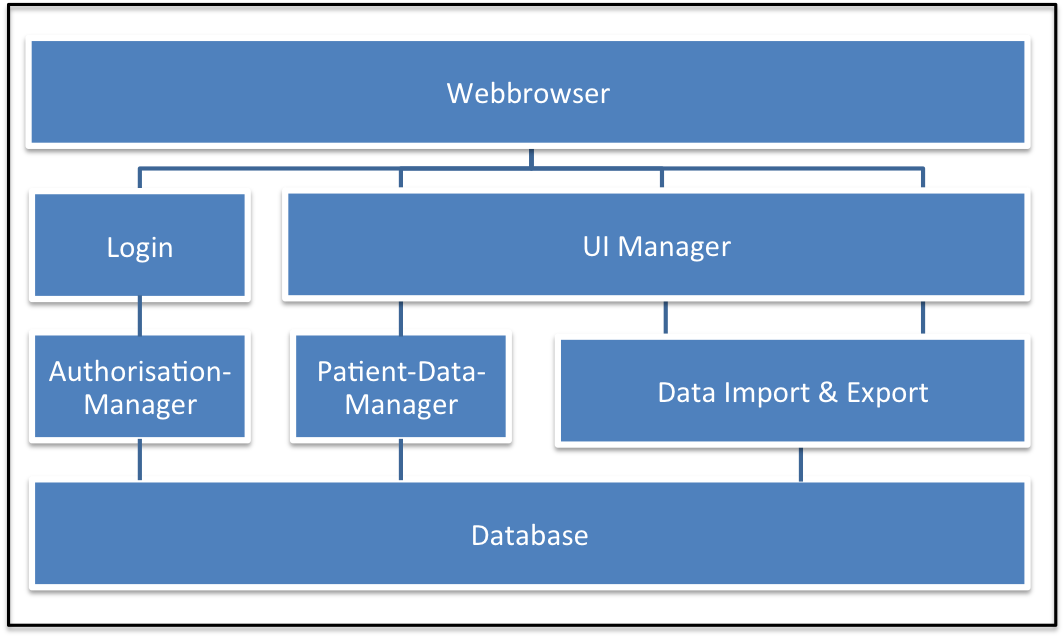 Webbrowser
Login
UI Manager
Authorisation-
Manager
Patient-Data-
Manager
Data Import & Export
Database